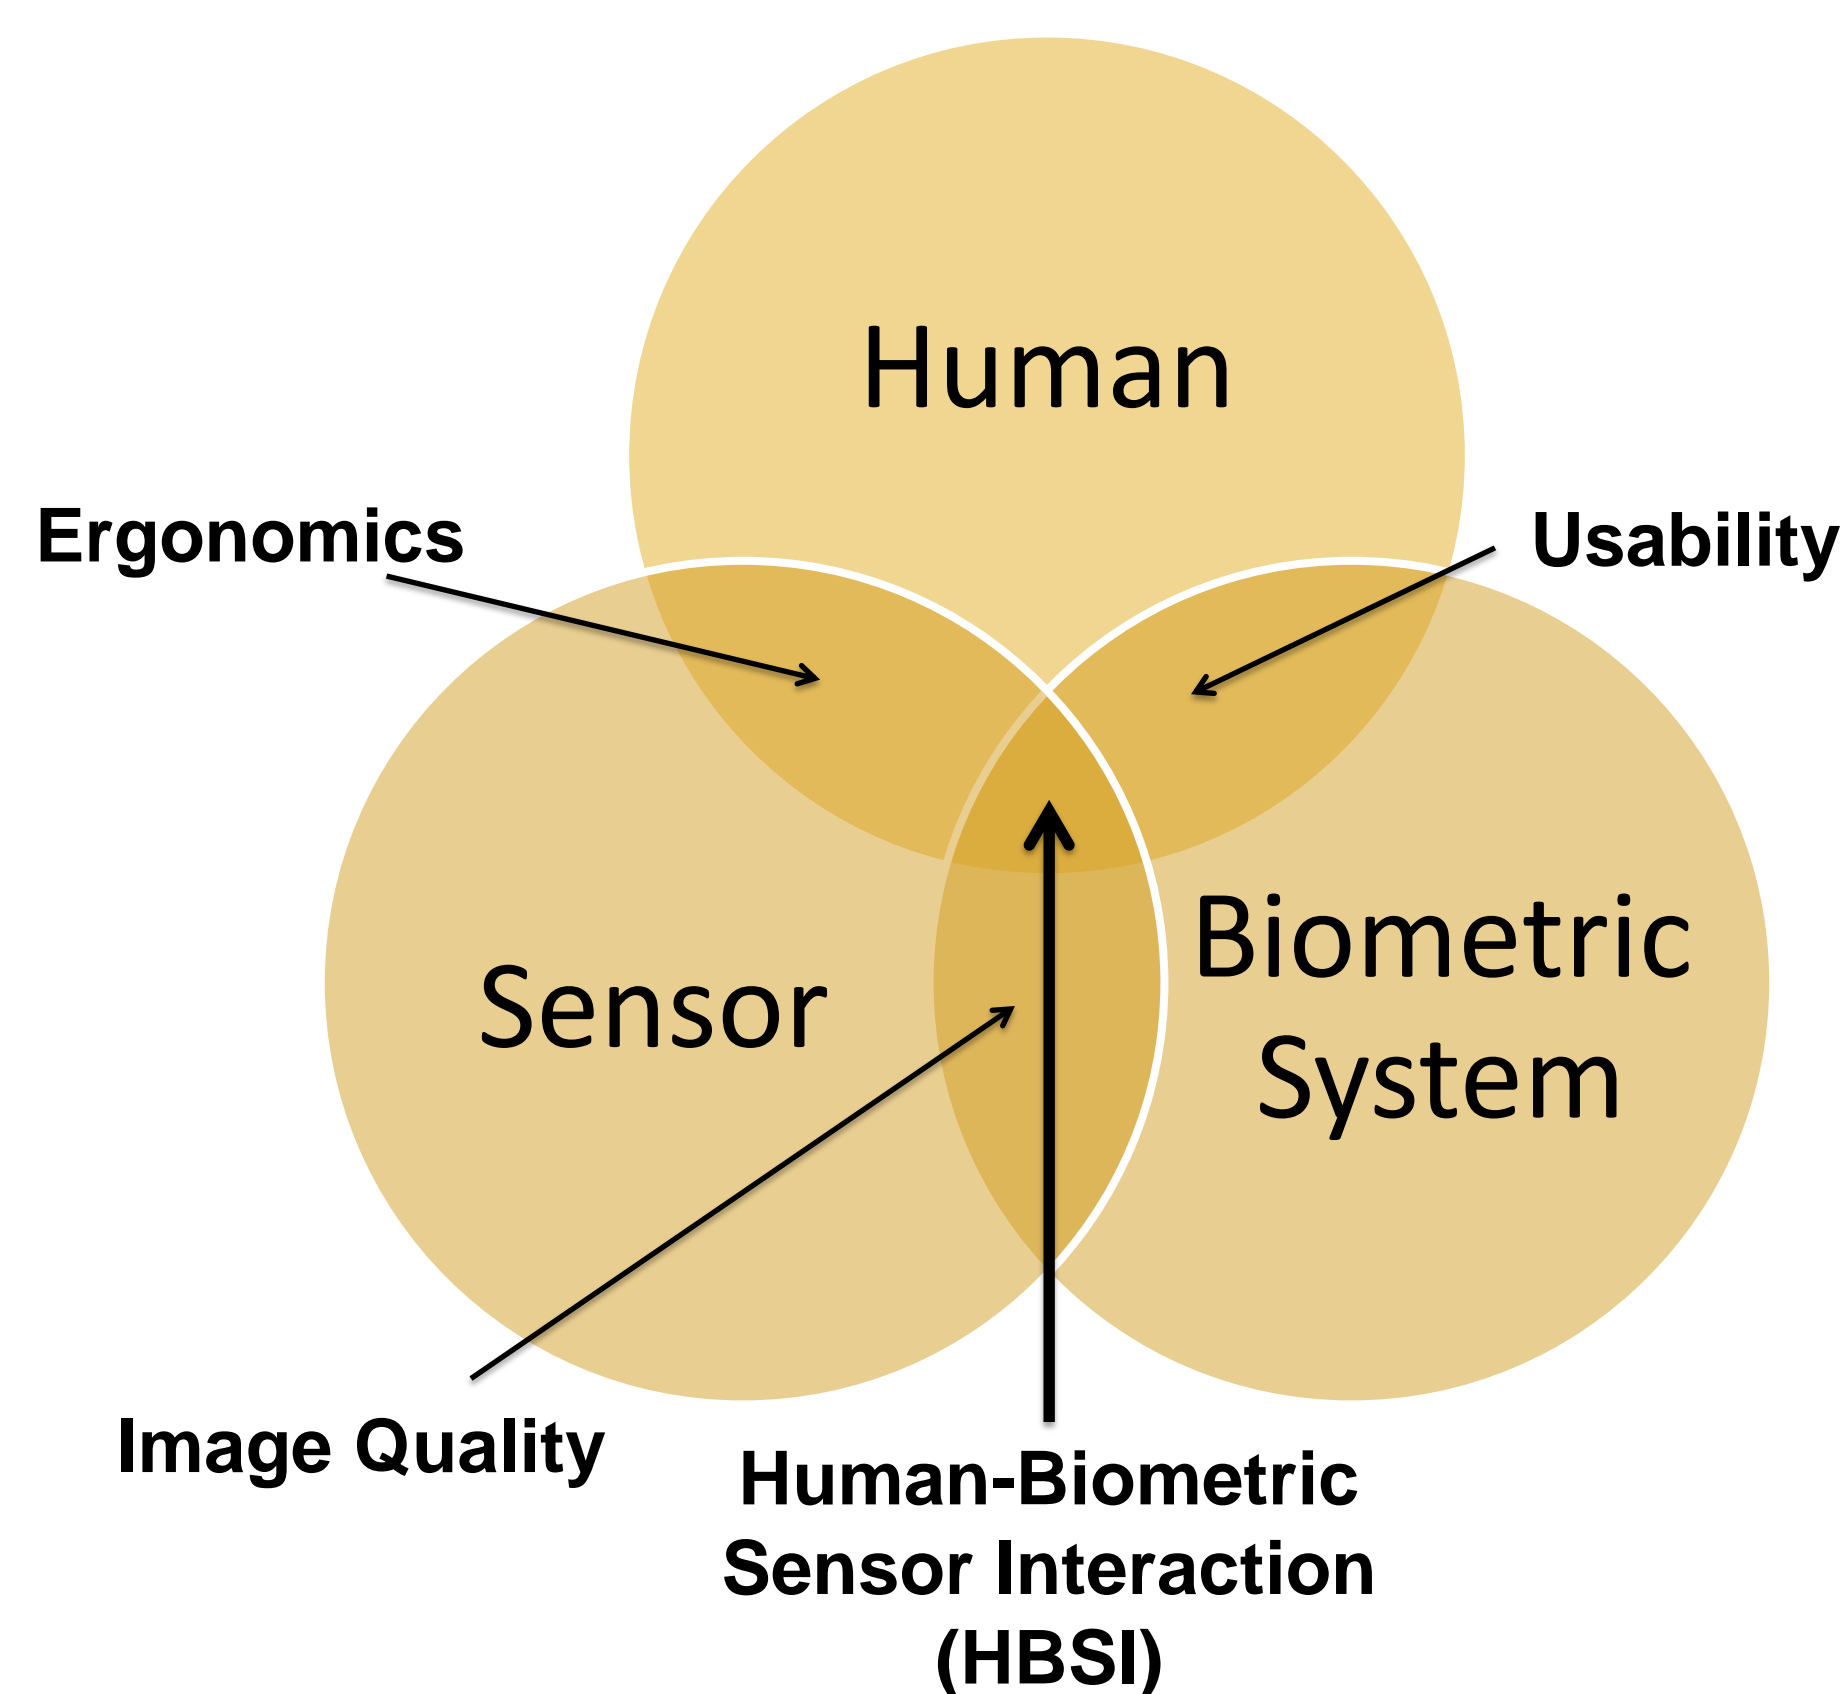 Human
Ergonomics
Usability
Sensor
Biometric
System
Image Quality
Human-Biometric
Sensor Interaction
(HBSI)